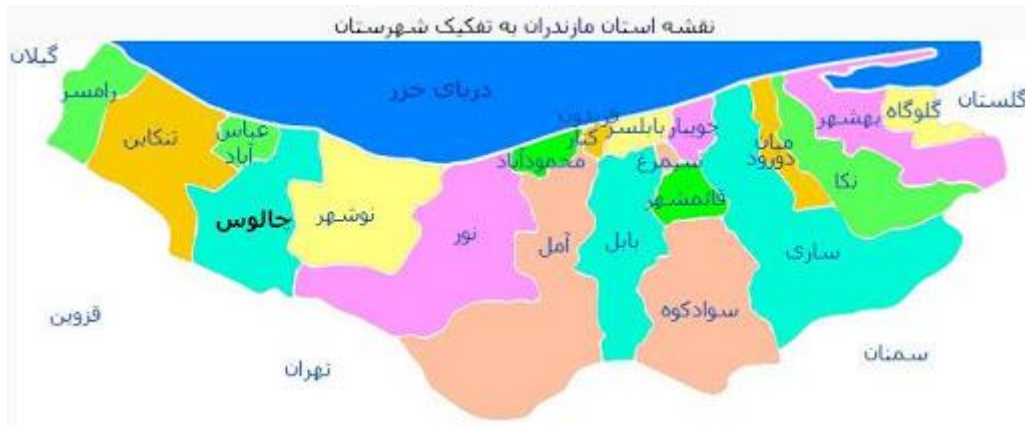 نقشه استان مازندران به تفکیک شهرستان
گیلان
دریای خزر
گلستان
رامسر
تنکابن
عباس
آباد
چالوس
نوشهر
نور
محمودآباد
فریدون
کنار
بابلسر
جویبار
سیمرغ
قائمشهر
آمل
بابل
سوادکوه
ساری
میان
دورود
نکا
بهشهر
گلوگاه
قزوین
تهران
سمنان